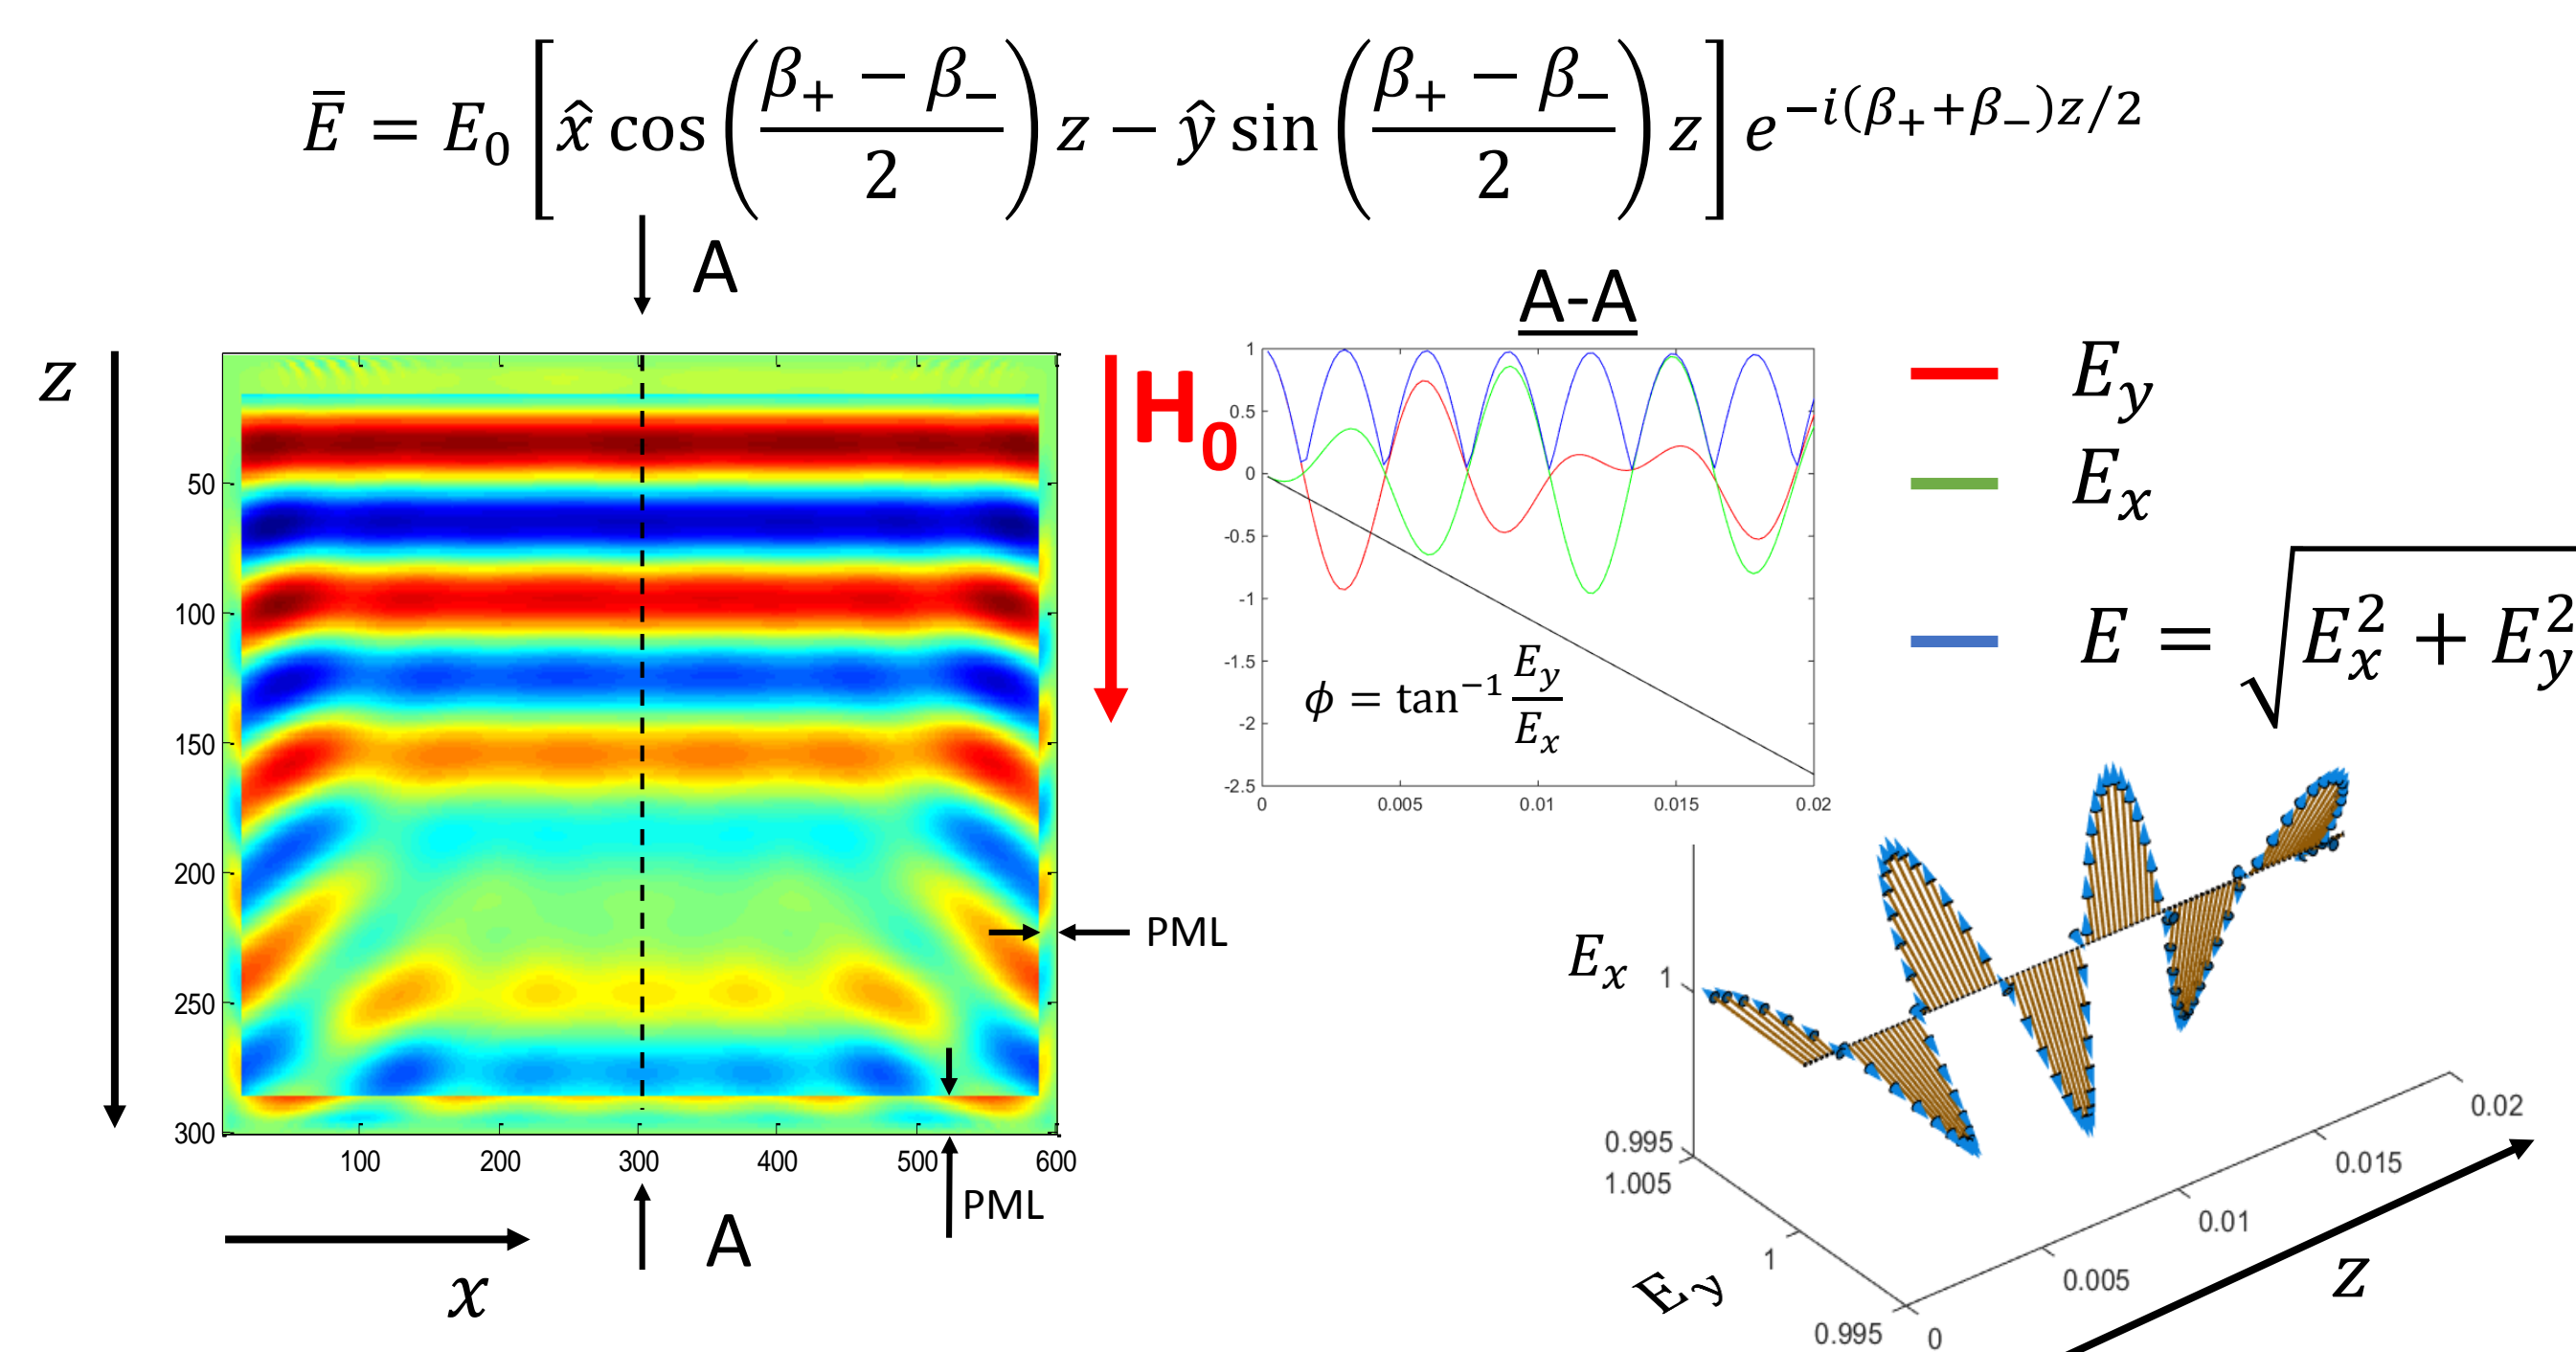 E̅ = E₀ [x̂ cos((β₊ − β₋)/2) z − ŷ sin((β₊ − β₋)/2) z] e^{−i(β₊+β₋)z/2}
A
A-A
z
H₀
50
100
150
200
250
300
100
200
300
400
500
600
PML
PML
x
A
1
0.5
0
-0.5
-1
-1.5
-2
-2.5
0
0.005
0.01
0.015
0.02
ϕ = tan⁻¹ E_y/E_x
E_y
E_x
E = √(E_x² + E_y²)
E_x
1
0.995
1.005
1
0.995
E_y
0
0.005
0.01
0.015
0.02
z